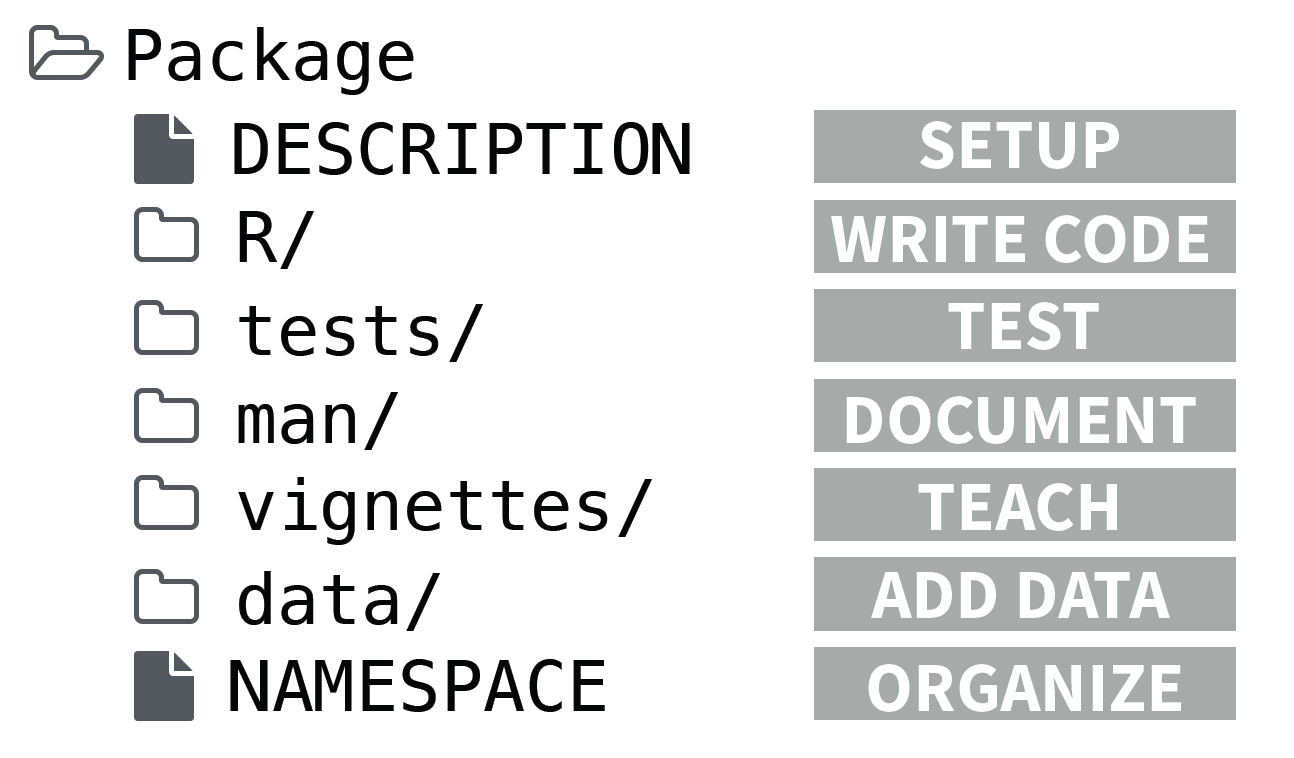 Package
DESCRIPTION SETUP
R/ WRITE CODE
tests/ TEST
man/ DOCUMENT
vignettes/ TEACH
data/ ADD DATA
NAMESPACE ORGANIZE